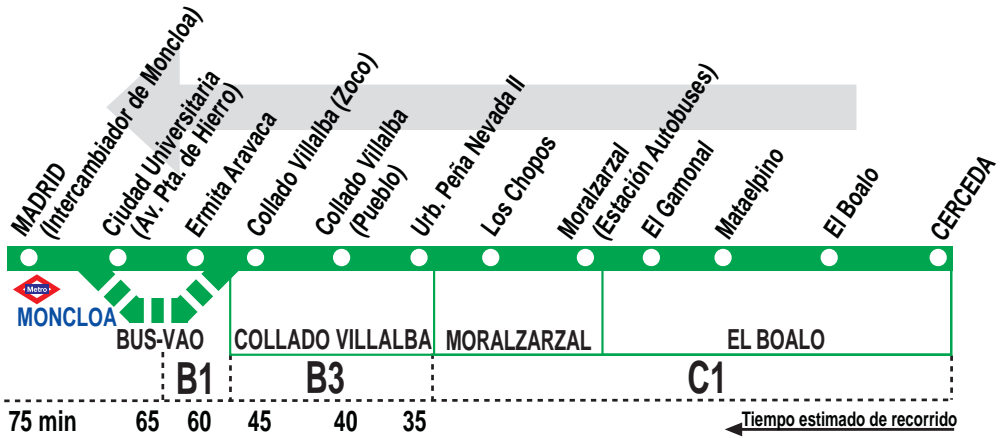 MADRID
(Intercambiador de Moncloa)
Ciudad Universitaria
(Av. Pta. de Hierro)
Ermita Aravaca
Collado Villalba (Zoco)
Collado Villalba
(Pueblo)
Urb. Peña Nevada II
Los Chopos
Moralzarzal
(Estación Autobuses)
El Gamonal
Mataelpino
El Boalo
CERCEDA
Metro
MONCLOA
BUS-VAO
COLLADO VILLALBA
MORALZARZAL
EL BOALO
B1
B3
C1
75 min
65
60
45
40
35
Tiempo estimado de recorrido